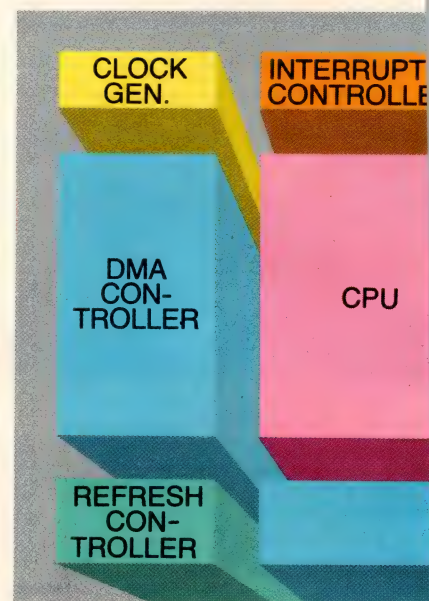 CLOCK
GEN.
INTERRUPT
CONTROLLE
DMA
CON-
TROLLER
CPU
REFRESH
CON-
TROLLER